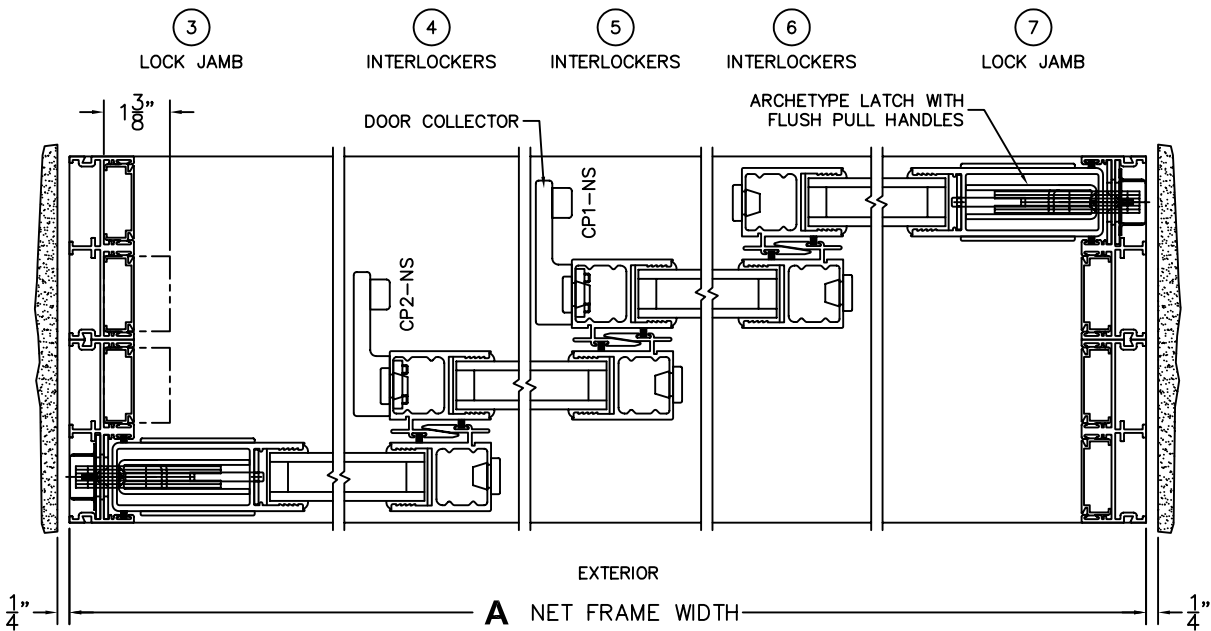 3
LOCK JAMB
4
INTERLOCKERS
5
INTERLOCKERS
6
INTERLOCKERS
7
LOCK JAMB
1 3/8"
DOOR COLLECTOR
ARCHETYPE LATCH WITH
FLUSH PULL HANDLES
CP1-NS
CP2-NS
EXTERIOR
1/4"
A NET FRAME WIDTH
1/4"